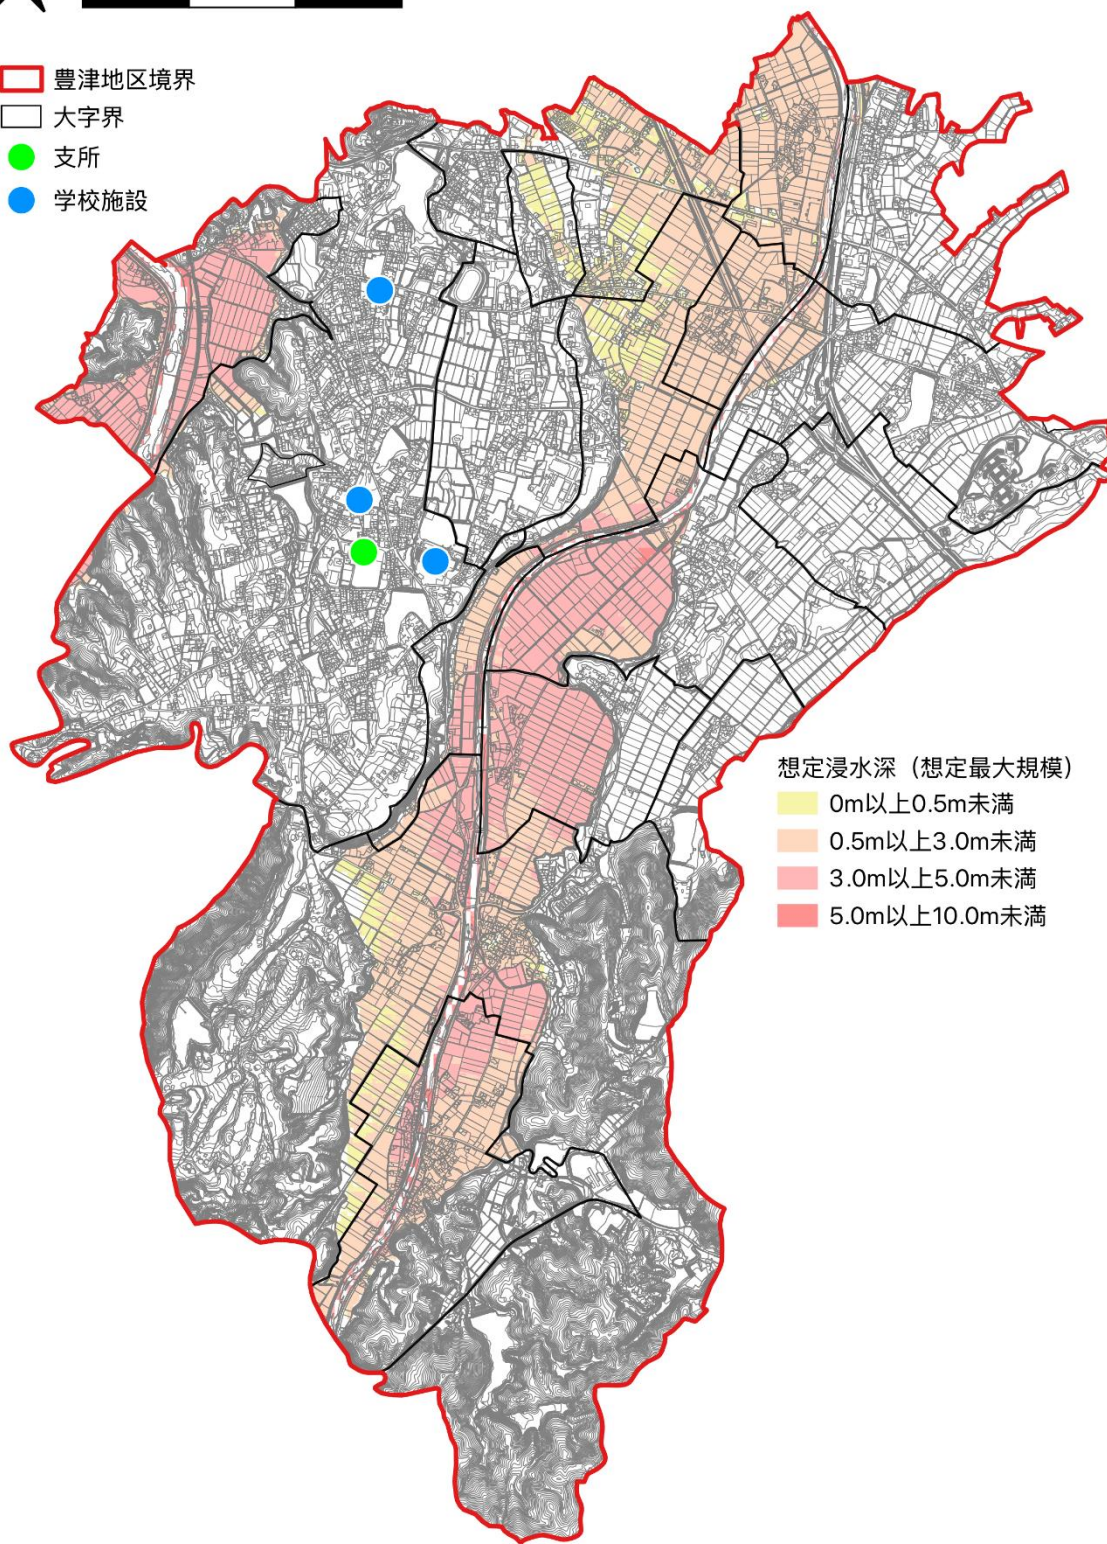 豊津地区境界
大字界
支所
学校施設
想定浸水深（想定最大規模）
0m以上0.5m未満
0.5m以上3.0m未満
3.0m以上5.0m未満
5.0m以上10.0m未満